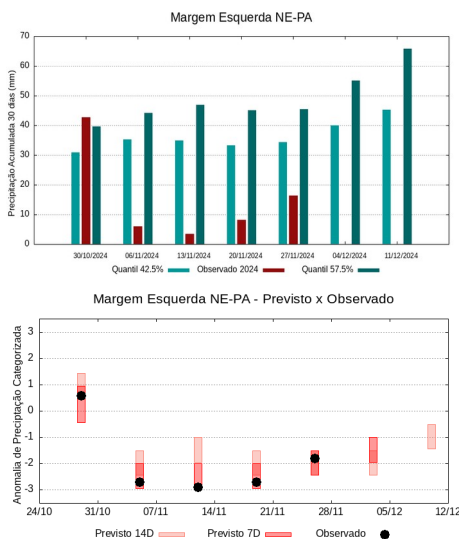 Margem Esquerda NE-PA
Precipitação Acumulada 30 dias (mm)
70
60
50
40
30
20
10
0
30/10/2024 06/11/2024 13/11/2024 20/11/2024 27/11/2024 04/12/2024 11/12/2024
Quantil 42.5% Observado 2024 Quantil 57.5%
Margem Esquerda NE-PA - Previsto x Observado
Anomalia de Preciptação Categorizada
3
2
1
0
-1
-2
-3
24/10 31/10 07/11 14/11 21/11 28/11 05/12 12/12
Previsto 14D Previsto 7D Observado